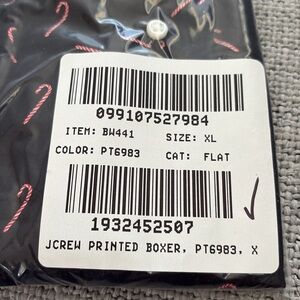 099107527984
ITEM: BW441 SIZE: XL
COLOR: PT6983 CAT: FLAT
1932452507
JCREW PRINTED BOXER, PT6983, X